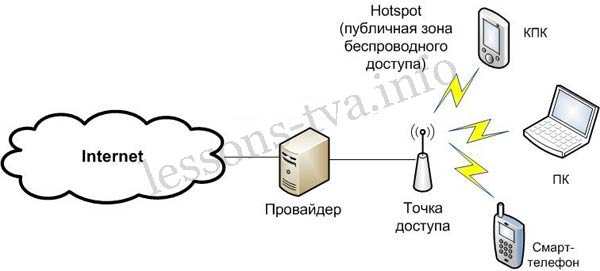 Hotspot
(публичная зона
беспроводного
доступа)
КПК
Internet
Провайдер
Точка
доступа
ПК
Смарт-
телефон
lessons-tva.info